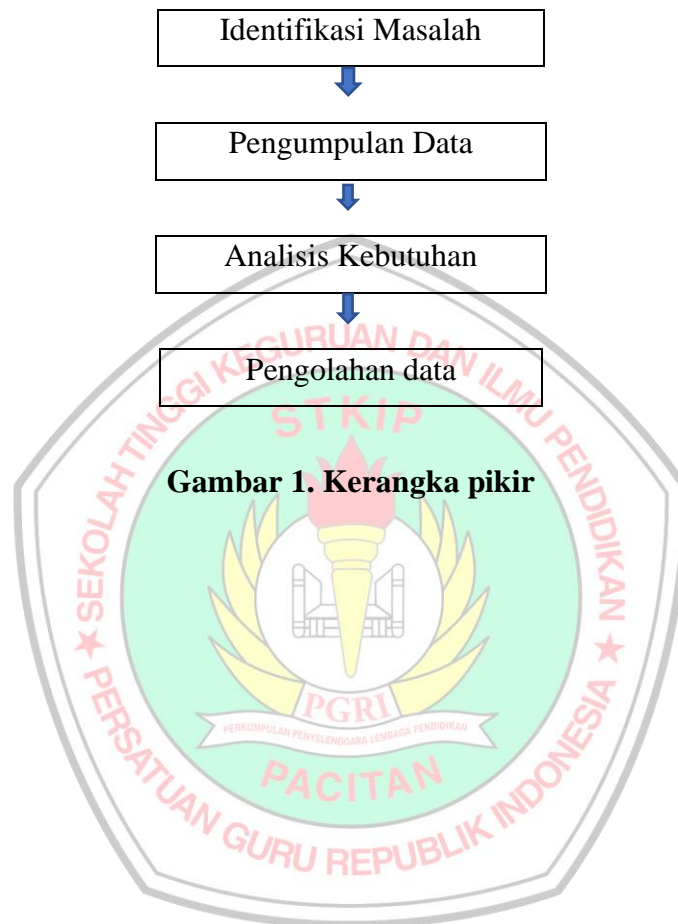 Identifikasi Masalah
Pengumpulan Data
Analisis Kebutuhan
Pengolahan data
Gambar 1. Kerangka pikir
SEKOLAH TINGGI KEGURUAN DAN ILMU PENDIDIKAN
STKIP
PGRI
PERKUMPULAN PENYELENGGARA LEMBAGA PENDIDIKAN
PACITAN
PERSATUAN GURU REPUBLIK INDONESIA